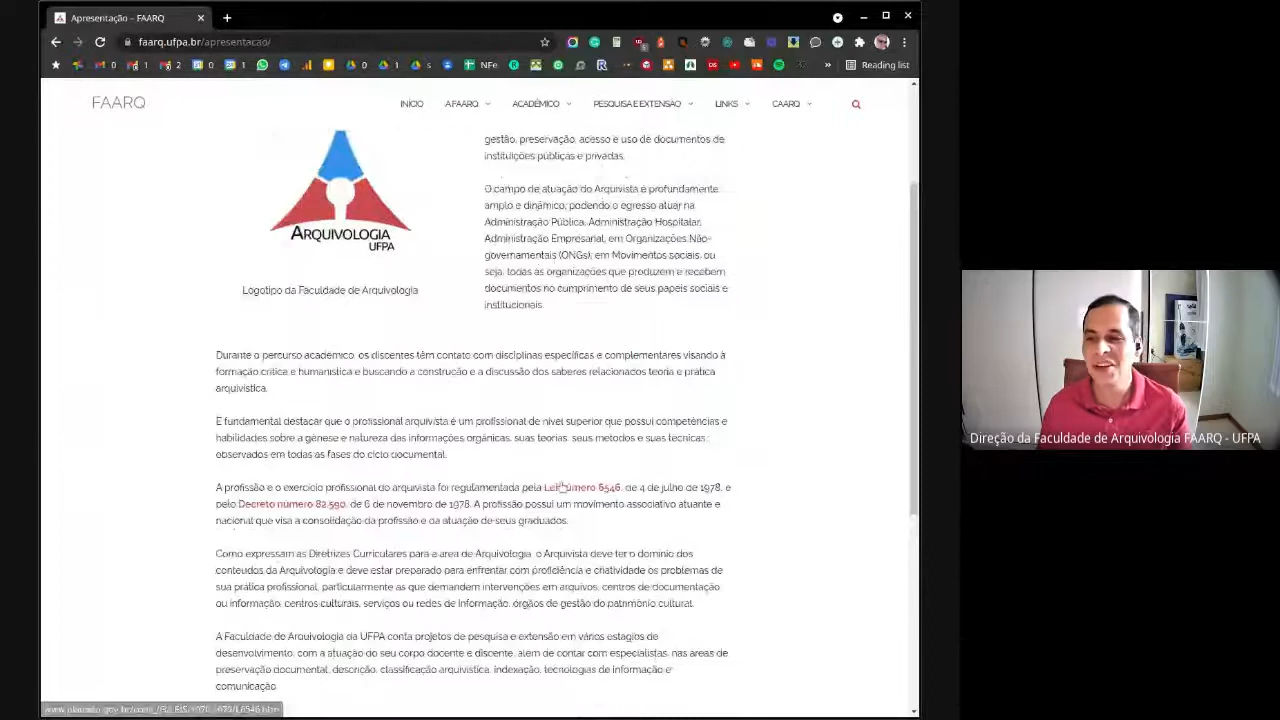 Apresentação – FAARQ
faarq.ufpa.br/apresentacao/
Reading list
FAARQ
INÍCIO
A FAARQ
ACADÊMICO
PESQUISA E EXTENSÃO
LINKS
CAARQ
ARQUIVOLOGIA
UFPA
Logotipo da Faculdade de Arquivologia
gestão, preservação, acesso e uso de documentos de
instituições públicas e privadas.
O campo de atuação do Arquivista é profundamente
amplo e dinâmico, podendo o egresso atuar na
Administração Pública, Administração Hospitalar,
Administração Empresarial, em Organizações Não-
governamentais (ONGs), em Movimentos sociais, ou
seja, todas as organizações que produzem e recebem
documentos no cumprimento de seus papeis sociais e
institucionais.
Durante o percurso acadêmico, os discentes têm contato com disciplinas específicas e complementares visando à
formação crítica e humanística e buscando a construção e a discussão dos saberes relacionados teoria e prática
arquivística.
É fundamental destacar que o profissional arquivista é um profissional de nível superior que possui competências e
habilidades sobre a gênese e natureza das informações orgânicas, suas teorias, seus métodos e suas técnicas
observados em todas as fases do ciclo documental.
A profissão e o exercício profissional do arquivista foi regulamentada pela Lei número 6546, de 4 de julho de 1978, e
pelo Decreto número 82.590, de 6 de novembro de 1978. A profissão possui um movimento associativo atuante e
nacional que visa a consolidação da profissão e da atuação de seus graduados.
Como expressam as Diretrizes Curriculares para a área de Arquivologia, o Arquivista deve ter o domínio dos
conteúdos da Arquivologia e deve estar preparado para enfrentar com proficiência e criatividade os problemas de
sua prática profissional, particularmente as que demandem intervenções em arquivos, centros de documentação
ou informação, centros culturais, serviços ou redes de informação, órgãos de gestão do patrimônio cultural.
A Faculdade de Arquivologia da UFPA conta projetos de pesquisa e extensão em vários estágios de
desenvolvimento, com a atuação do seu corpo docente e discente, além de contar com especialistas, nas áreas de
preservação documental, descrição, classificação arquivística, indexação, tecnologias de informação e
comunicação
Direção da Faculdade de Arquivologia FAARQ - UFPA